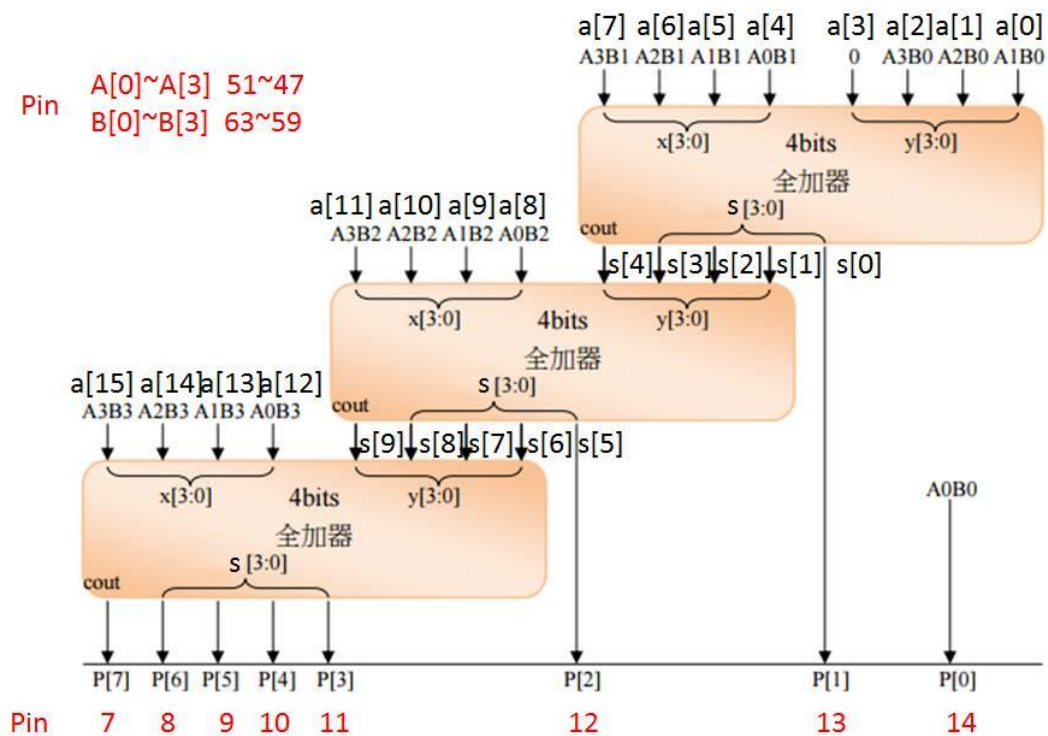 a[7] a[6] a[5] a[4] a[3] a[2] a[1] a[0]
A3B1 A2B1 A1B1 A0B1 0 A3B0 A2B0 A1B0
Pin
A[0]~A[3] 51~47
B[0]~B[3] 63~59
x[3:0] 4bits y[3:0]
全加器
s[3:0]
cout
a[11] a[10] a[9] a[8]
A3B2 A2B2 A1B2 A0B2
s[4] s[3] s[2] s[1] s[0]
x[3:0] 4bits y[3:0]
全加器
s[3:0]
cout
a[15] a[14] a[13] a[12]
A3B3 A2B3 A1B3 A0B3
s[9] s[8] s[7] s[6] s[5]
x[3:0] 4bits y[3:0]
全加器
s[3:0]
cout
A0B0
P[7] P[6] P[5] P[4] P[3] P[2] P[1] P[0]
Pin 7 8 9 10 11 12 13 14